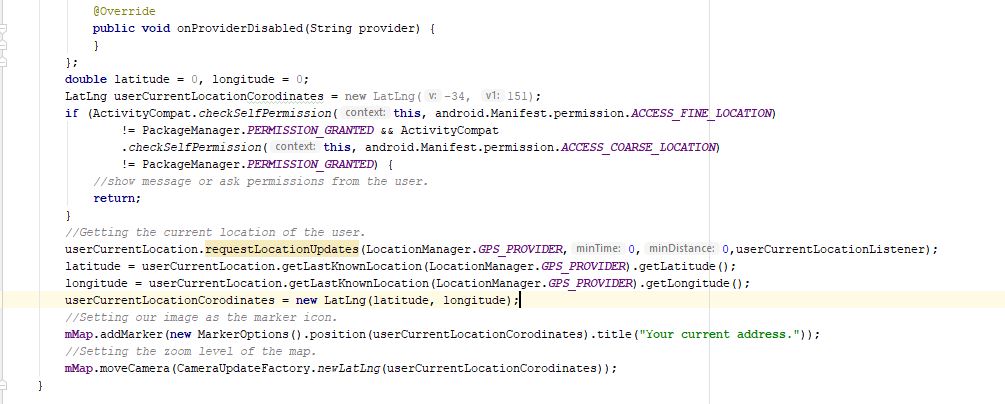 @Override
public void onProviderDisabled(String provider) {
}
};
double latitude = 0, longitude = 0;
LatLng userCurrentLocationCorodinates = new LatLng( v: -34, v1: 151);
if (ActivityCompat.checkSelfPermission( context: this, android.Manifest.permission.ACCESS_FINE_LOCATION)
!= PackageManager.PERMISSION_GRANTED && ActivityCompat
.checkSelfPermission( context: this, android.Manifest.permission.ACCESS_COARSE_LOCATION)
!= PackageManager.PERMISSION_GRANTED) {
//show message or ask permissions from the user.
return;
}
//Getting the current location of the user.
userCurrentLocation.requestLocationUpdates(LocationManager.GPS_PROVIDER, minTime: 0, minDistance: 0,userCurrentLocationListener);
latitude = userCurrentLocation.getLastKnownLocation(LocationManager.GPS_PROVIDER).getLatitude();
longitude = userCurrentLocation.getLastKnownLocation(LocationManager.GPS_PROVIDER).getLongitude();
userCurrentLocationCorodinates = new LatLng(latitude, longitude);
//Setting our image as the marker icon.
mMap.addMarker(new MarkerOptions().position(userCurrentLocationCorodinates).title("Your current address."));
//Setting the zoom level of the map.
mMap.moveCamera(CameraUpdateFactory.newLatLng(userCurrentLocationCorodinates));
}